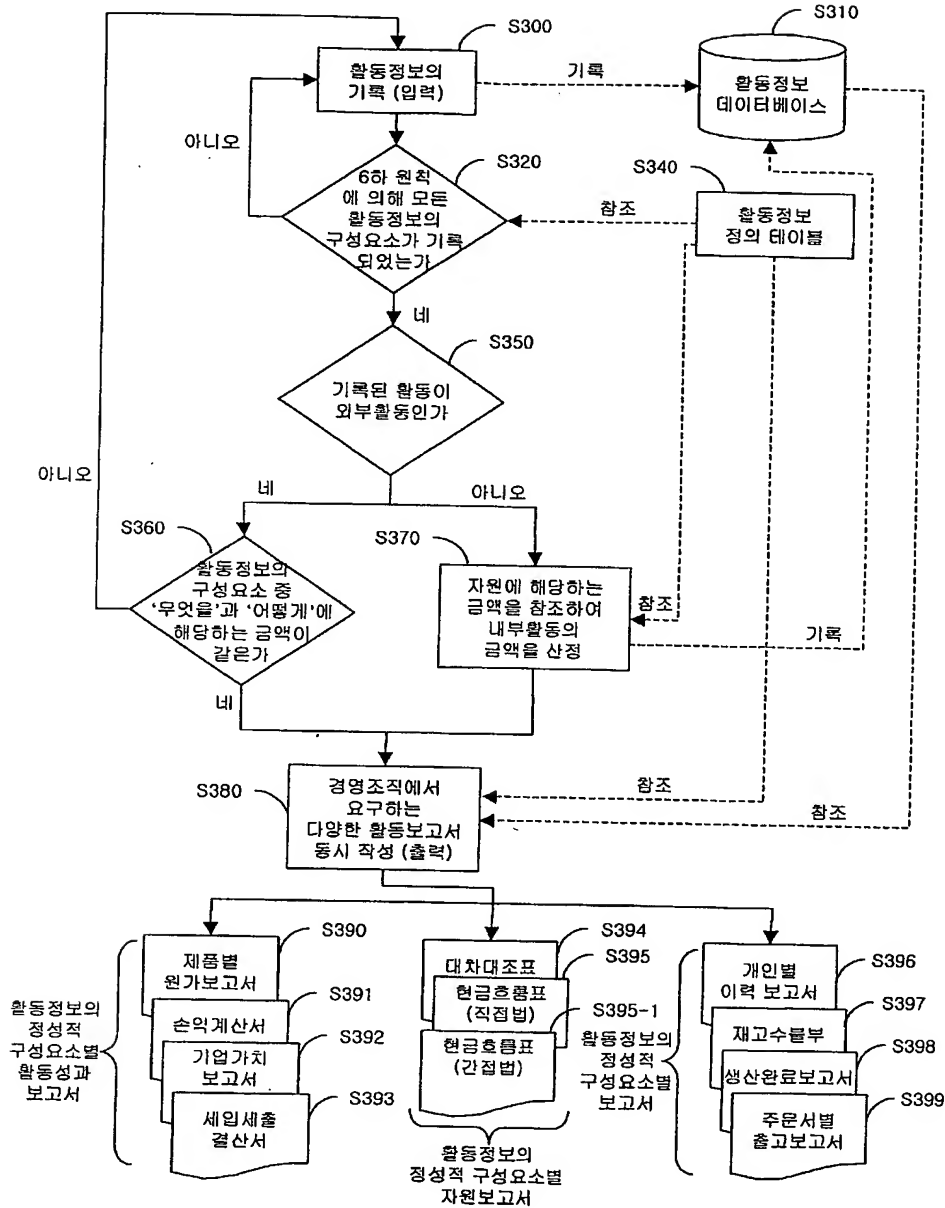 S300
활동정보의
기록 (입력)
기록
S310
활동정보
데이터베이스
아니오
S320
6하 원칙
에 의해 모든
활동정보의
구성요소가 기록
되었는가
참조
S340
활동정보
정의 테이블
네
S350
기록된 활동이
외부활동인가
아니오
네
아니오
S360
활동정보의
구성요소 중
'무엇을'과 '어떻게'에
해당하는 금액이
같은가
S370
자원에 해당하는
금액을 참조하여
내부활동의
금액을 산정
참조
기록
네
S380
경영조직에서
요구하는
다양한 활동보고서
동시 작성 (출력)
참조
참조
S390
제품별
원가보고서
S391
손익계산서
S392
기업가치
보고서
S393
세입세출
결산서
활동정보의
정성적
구성요소별
활동성과
보고서
S394
대차대조표
S395
현금흐름표
(직접법)
S395-1
현금흐름표
(간접법)
활동정보의
정성적 구성요소별
자원보고서
활동정보의
정성적
구성요소별
보고서
S396
개인별
이력 보고서
S397
재고수불부
S398
생산완료보고서
S399
주문서별
출고보고서